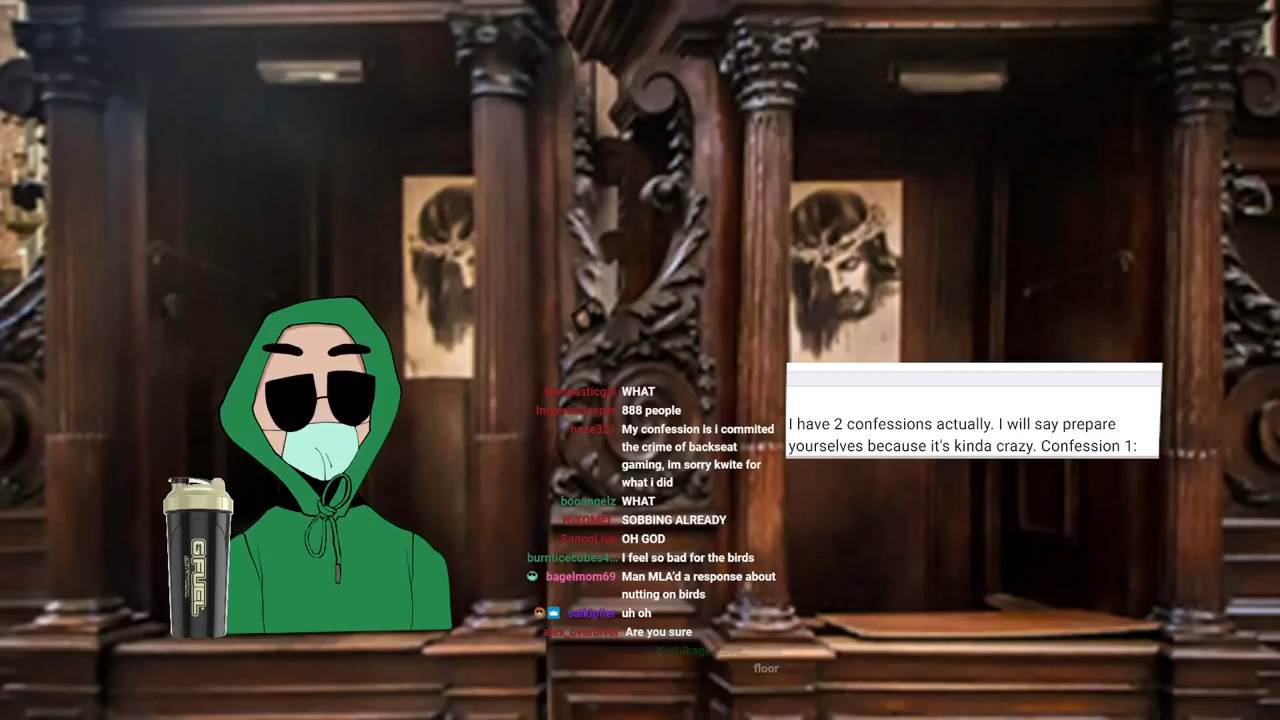 WHAT
888 people
haze321 My confession is i commited
the crime of backseat
gaming, im sorry kwite for
what i did
booangelz WHAT
SOBBING ALREADY
SannoLive OH GOD
burnticecubes4... I feel so bad for the birds
bagelmom69 Man MLA'd a response about
nutting on birds
uh oh
Are you sure
floor
I have 2 confessions actually. I will say prepare
yourselves because it's kinda crazy. Confession 1:
GFUEL